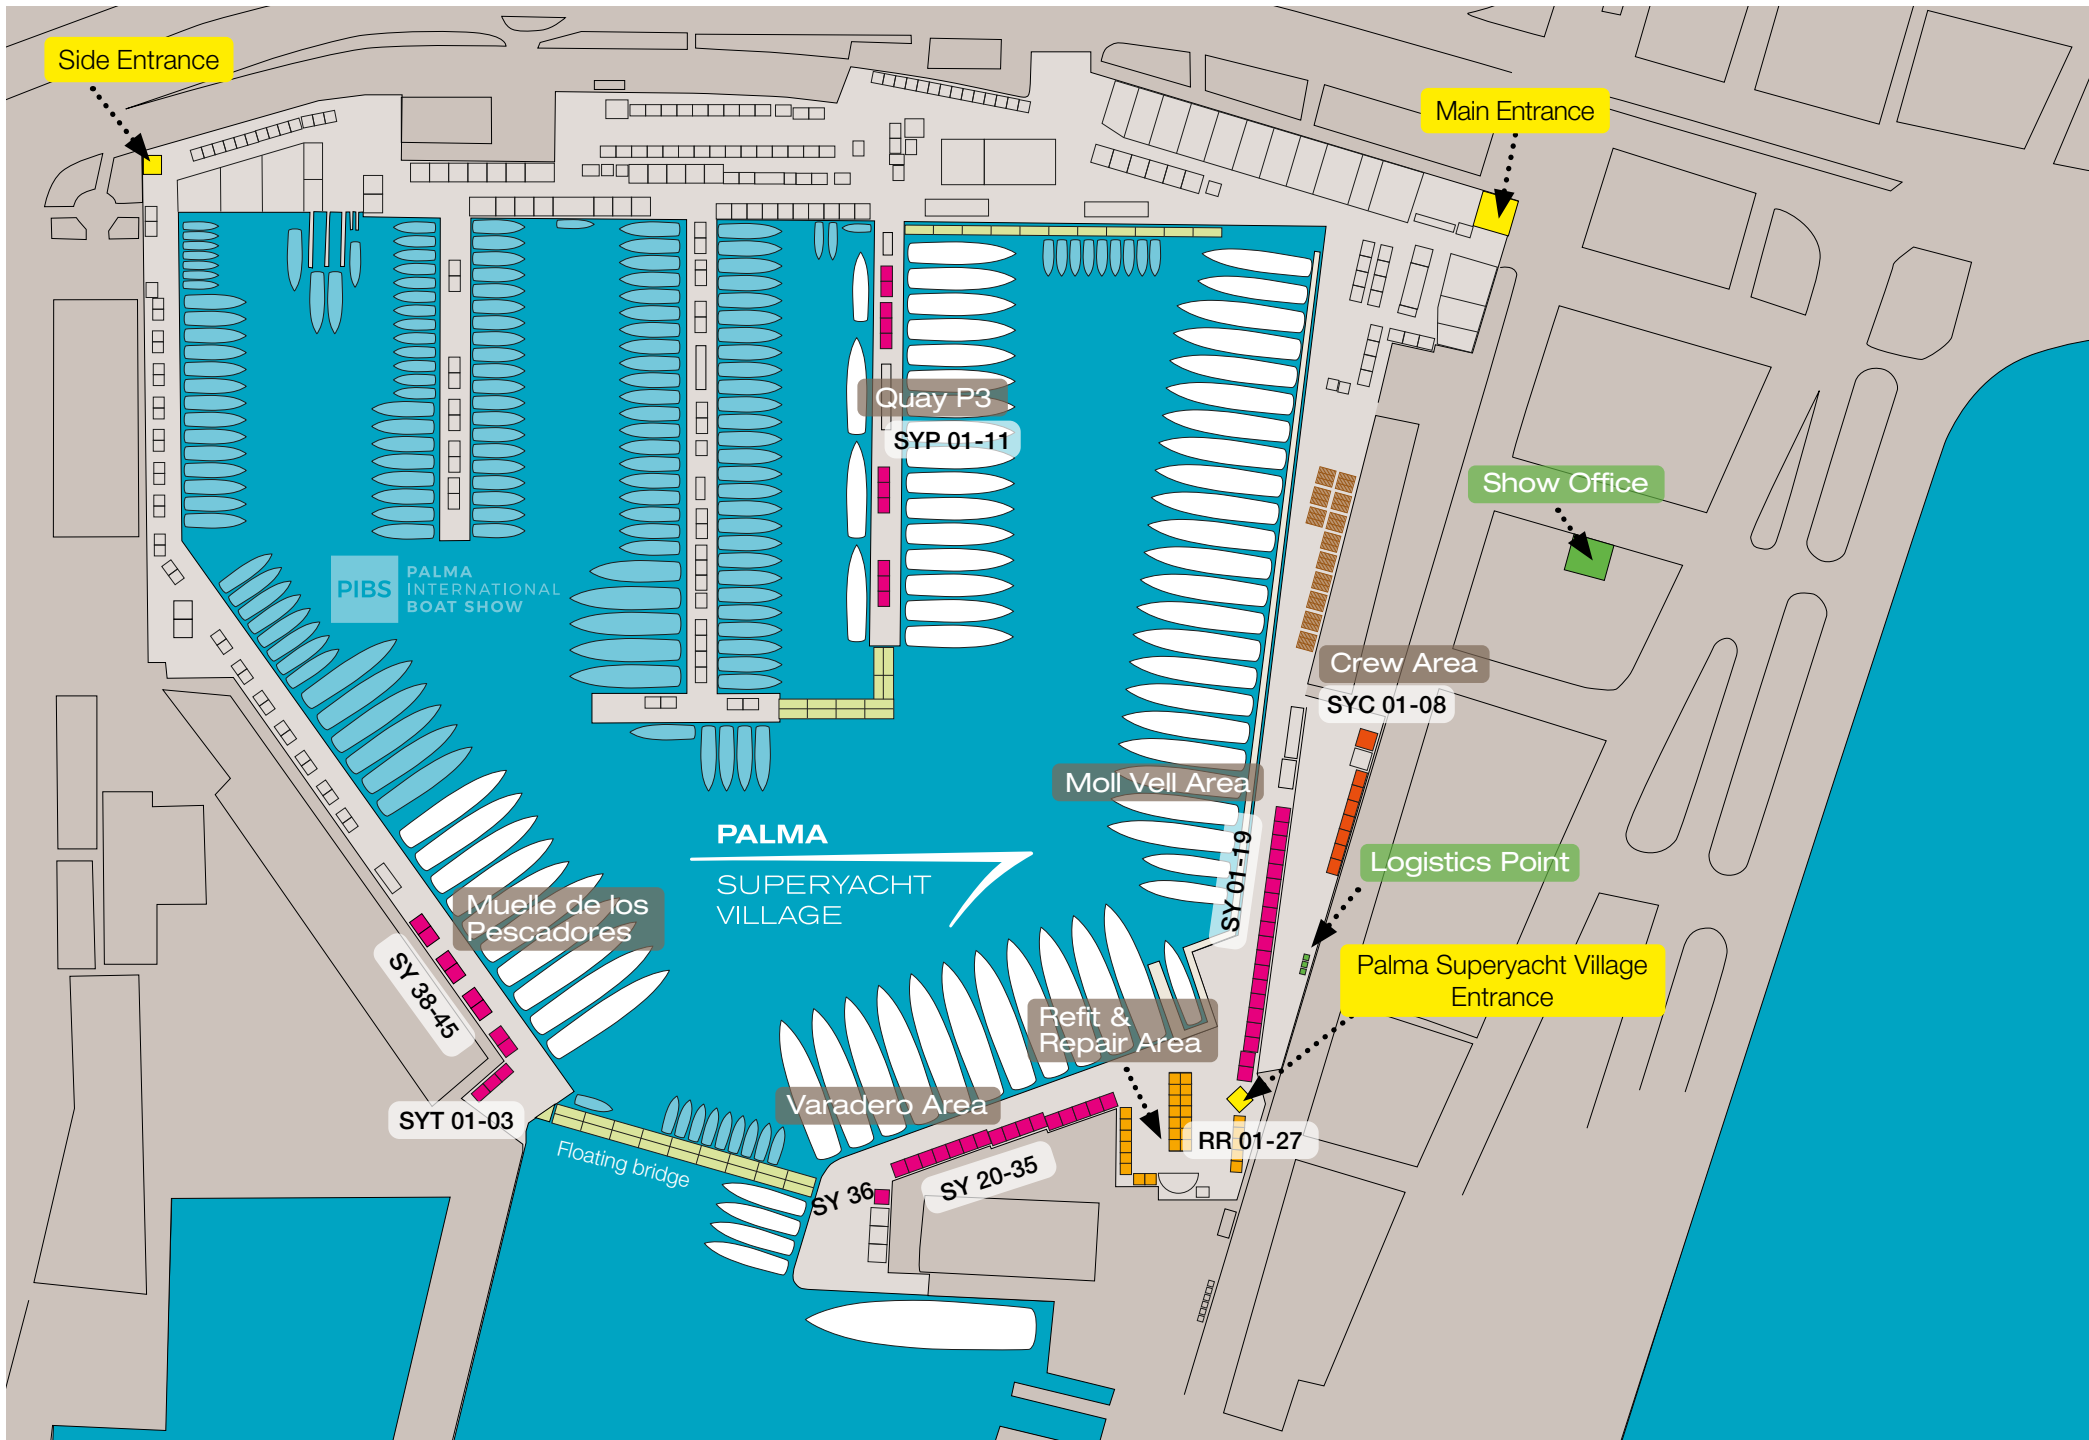 Side Entrance
Main Entrance
Quay P3
SYP 01-11
Show Office
PIBS
PALMA
INTERNATIONAL
BOAT SHOW
Crew Area
SYC 01-08
Moll Vell Area
SY 01-19
PALMA
SUPERYACHT
VILLAGE
Logistics Point
Muelle de los
Pescadores
SY 38-45
Palma Superyacht Village
Entrance
Refit &
Repair Area
Varadero Area
SYT 01-03
RR 01-27
Floating bridge
SY 20-35
SY 36